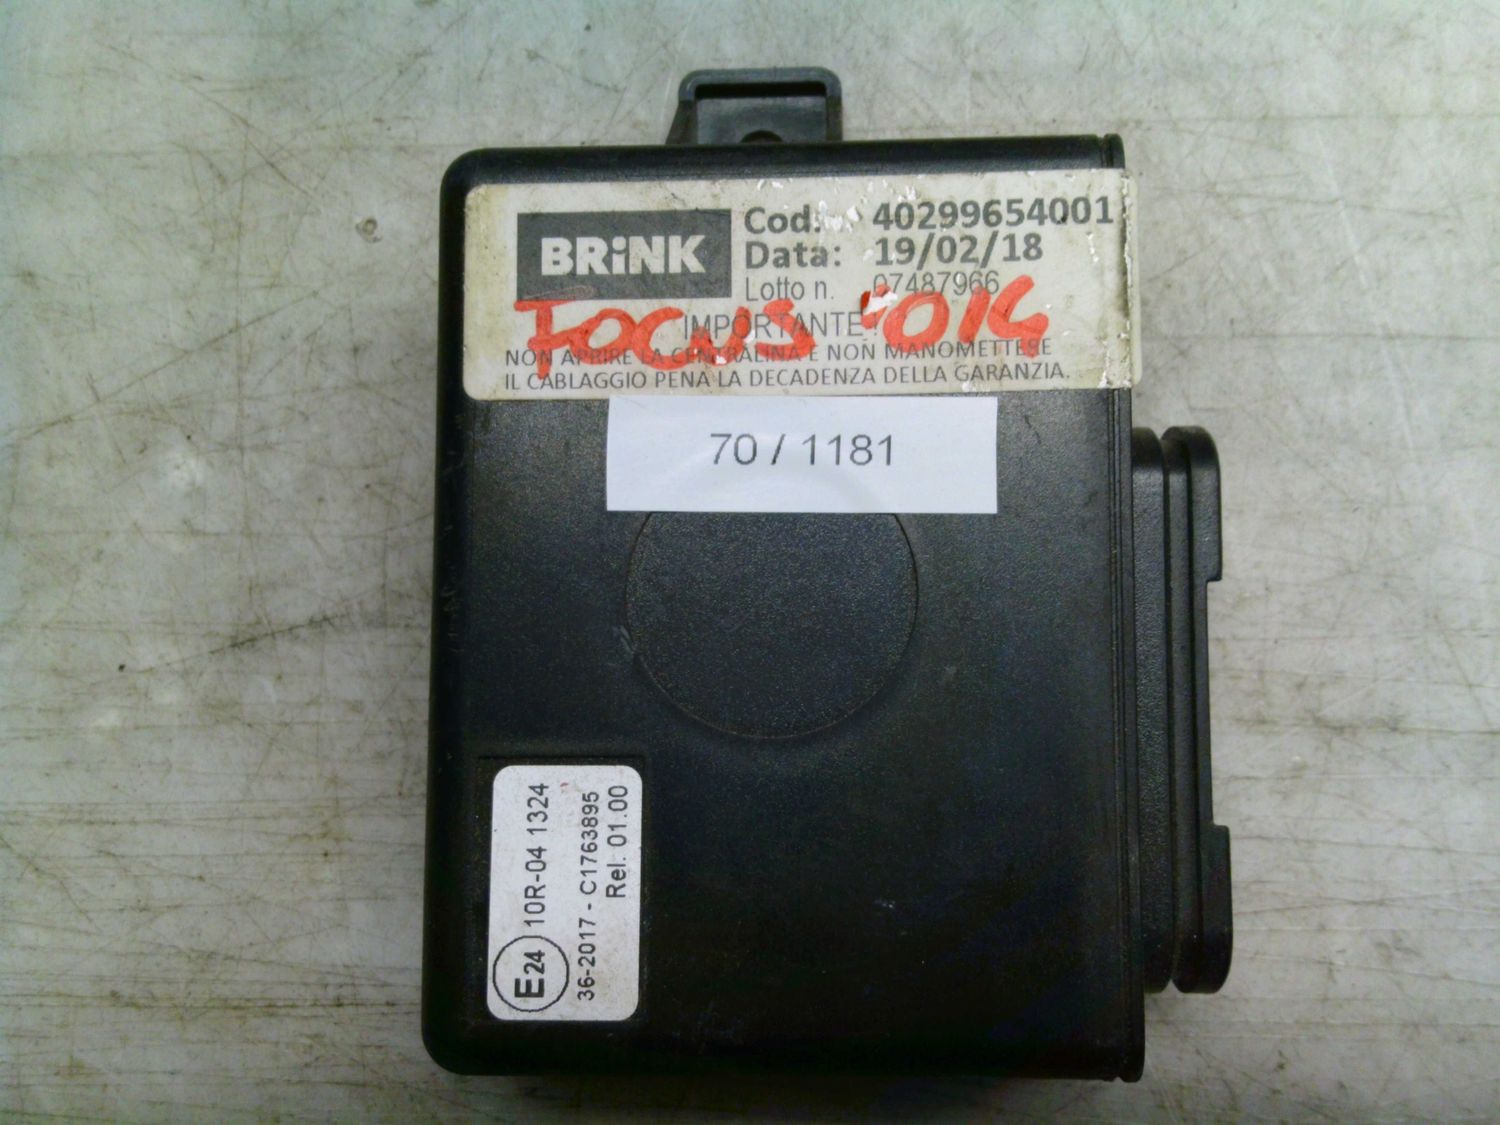 BRiNK
Cod: 40299654001
Data: 19/02/18
Lotto n. 07487966
FOCUS '014
IMPORTANTE!
NON APRIRE LA CENTRALINA E NON MANOMETTERE
IL CABLAGGIO PENA LA DECADENZA DELLA GARANZIA.
70 / 1181
E24 10R-04 1324
36-2017 - C1763895
Rel. 01.00